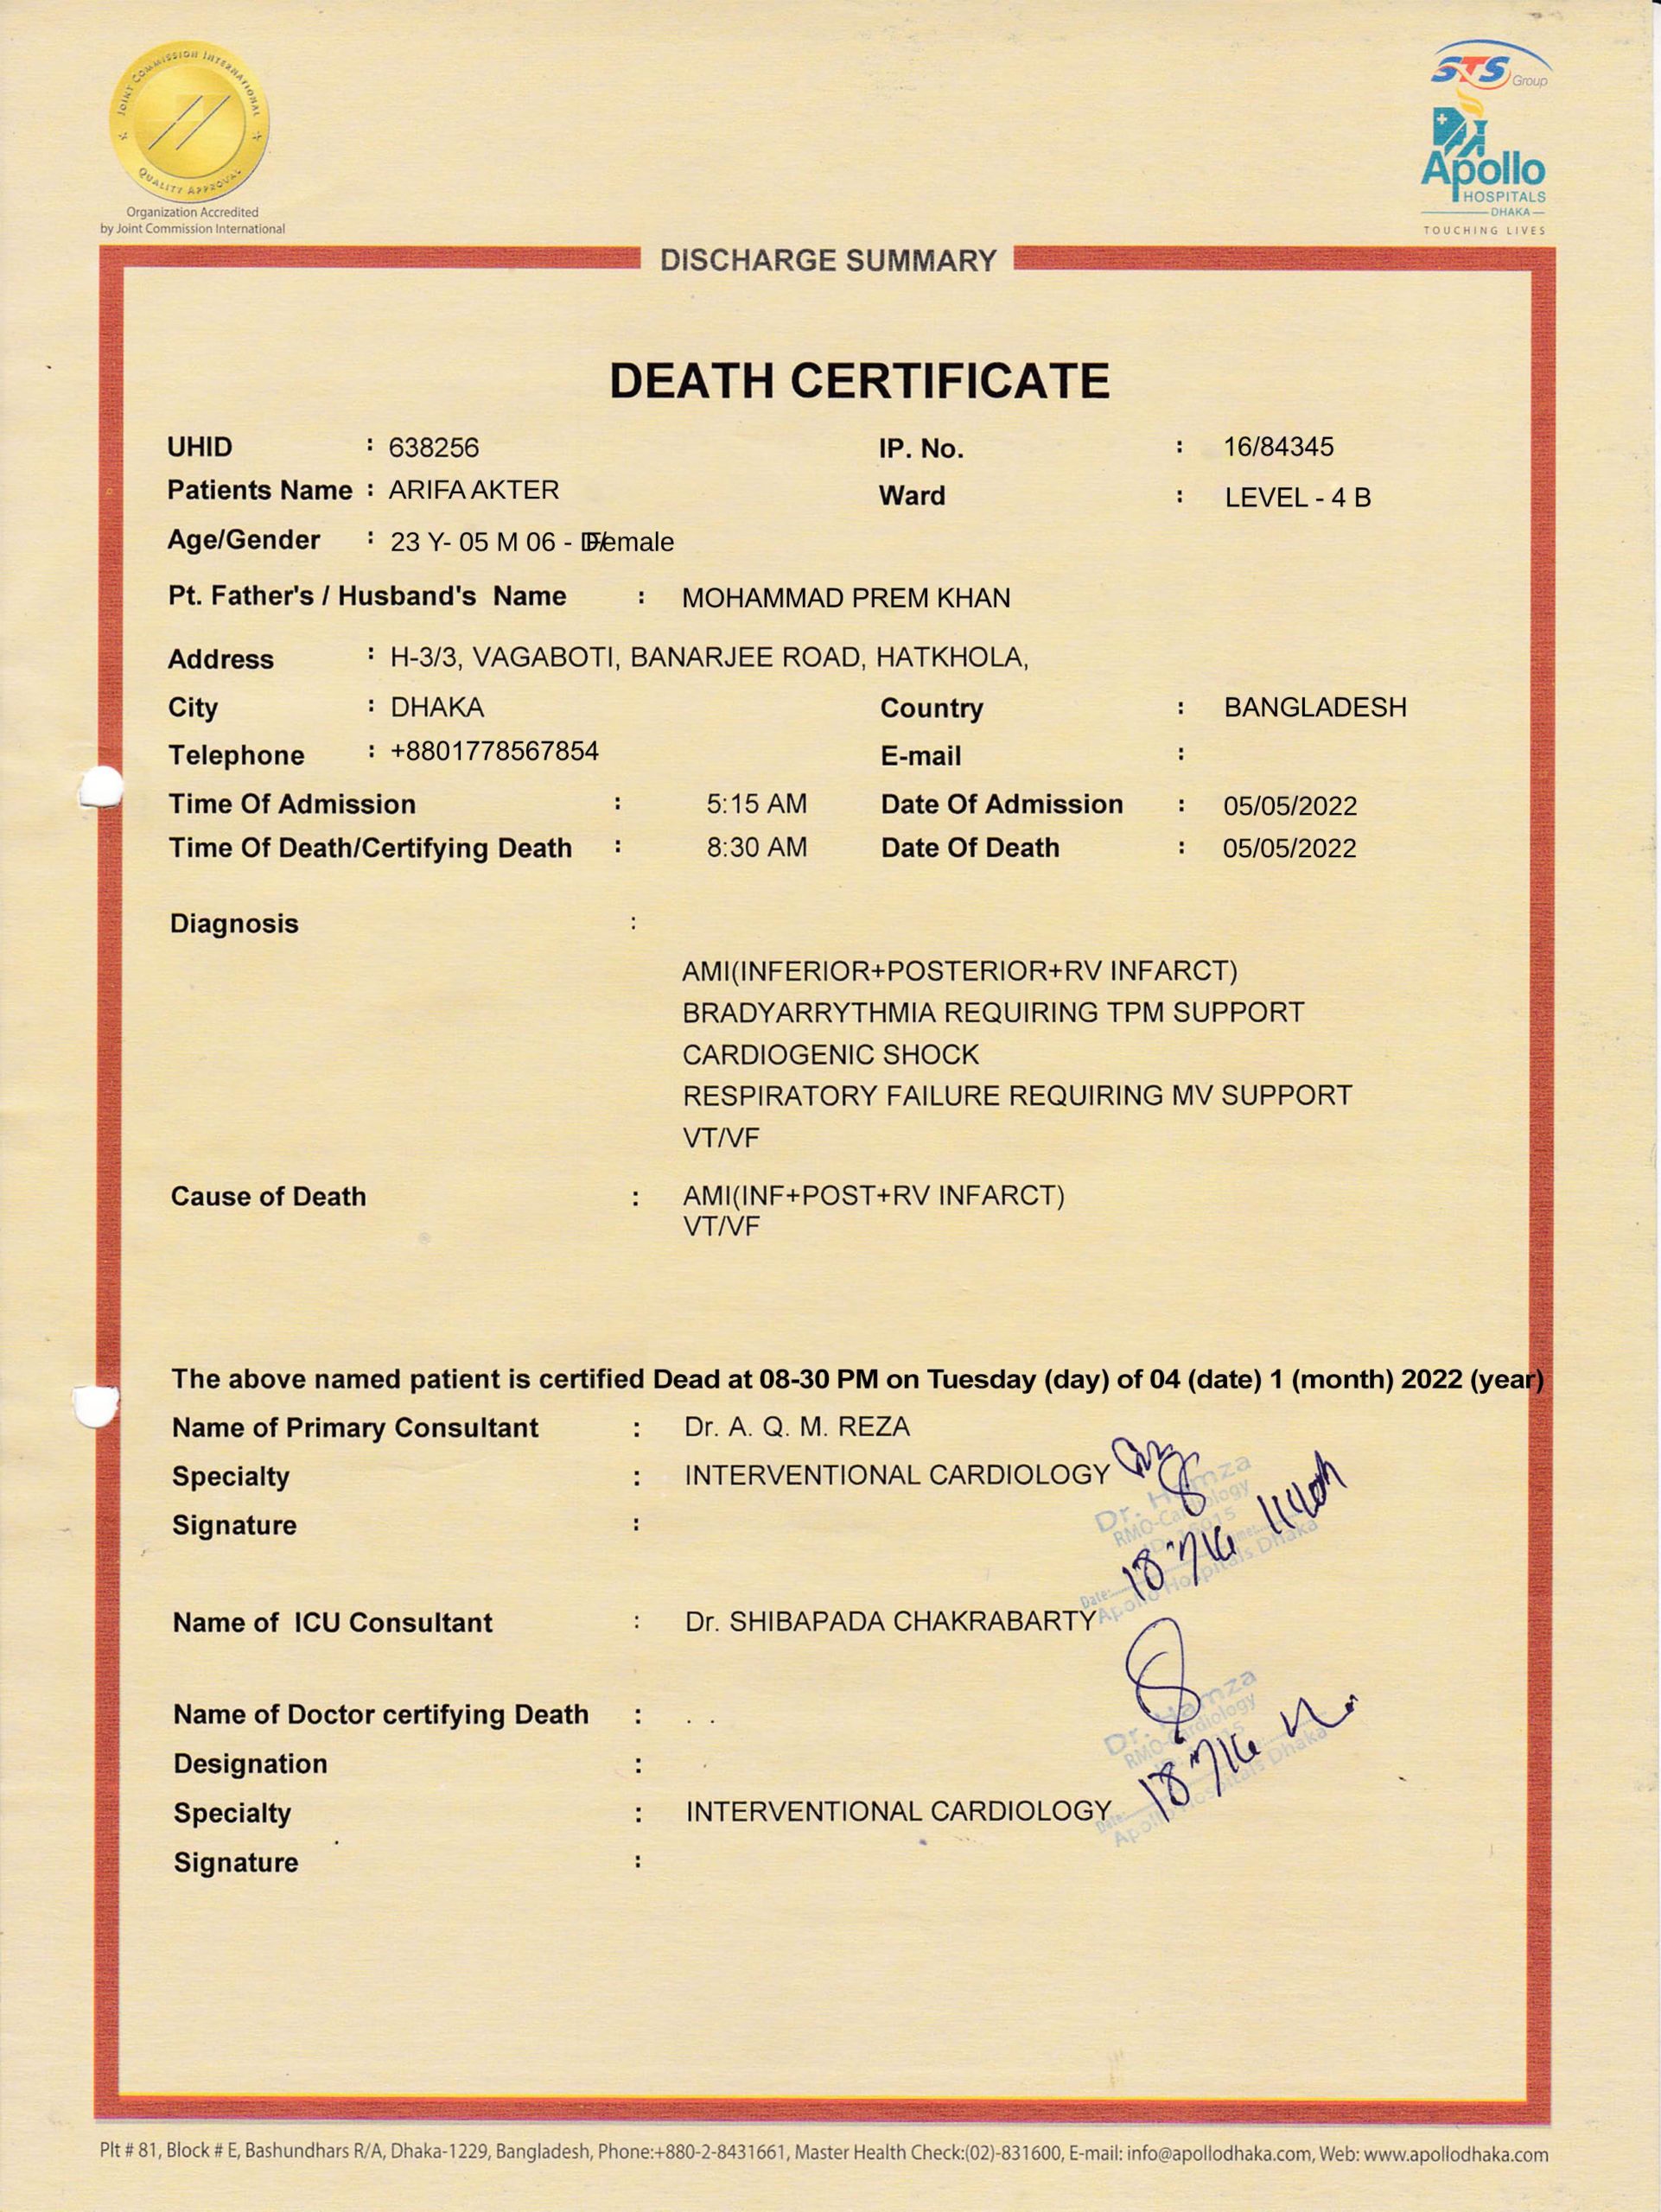 JOINT COMMISSION INTERNATIONAL
QUALITY APPROVAL
Organization Accredited
by Joint Commission International
STS Group
Apollo
HOSPITALS
DHAKA
TOUCHING LIVES
DISCHARGE SUMMARY
DEATH CERTIFICATE
UHID : 638256 IP. No. : 16/84345
Patients Name : ARIFA AKTER Ward : LEVEL - 4 B
Age/Gender : 23 Y- 05 M 06 - D/Female
Pt. Father's / Husband's Name : MOHAMMAD PREM KHAN
Address : H-3/3, VAGABOTI, BANARJEE ROAD, HATKHOLA,
City : DHAKA Country : BANGLADESH
Telephone : +8801778567854 E-mail :
Time Of Admission : 5:15 AM Date Of Admission : 05/05/2022
Time Of Death/Certifying Death : 8:30 AM Date Of Death : 05/05/2022
Diagnosis :
AMI(INFERIOR+POSTERIOR+RV INFARCT)
BRADYARRYTHMIA REQUIRING TPM SUPPORT
CARDIOGENIC SHOCK
RESPIRATORY FAILURE REQUIRING MV SUPPORT
VT/VF
Cause of Death : AMI(INF+POST+RV INFARCT)
VT/VF
The above named patient is certified Dead at 08-30 PM on Tuesday (day) of 04 (date) 1 (month) 2022 (year)
Name of Primary Consultant : Dr. A. Q. M. REZA
Specialty : INTERVENTIONAL CARDIOLOGY
Signature :
Dr. Hamza
RMO-Cardiology
Date:
Apollo Hospitals Dhaka
Name of ICU Consultant : Dr. SHIBAPADA CHAKRABARTY
Name of Doctor certifying Death : . .
Designation :
Specialty : INTERVENTIONAL CARDIOLOGY
Signature :
Dr. Hamza
RMO-Cardiology
Date:
Apollo Hospitals Dhaka
Plt # 81, Block # E, Bashundhars R/A, Dhaka-1229, Bangladesh, Phone:+880-2-8431661, Master Health Check:(02)-831600, E-mail: info@apollodhaka.com, Web: www.apollodhaka.com